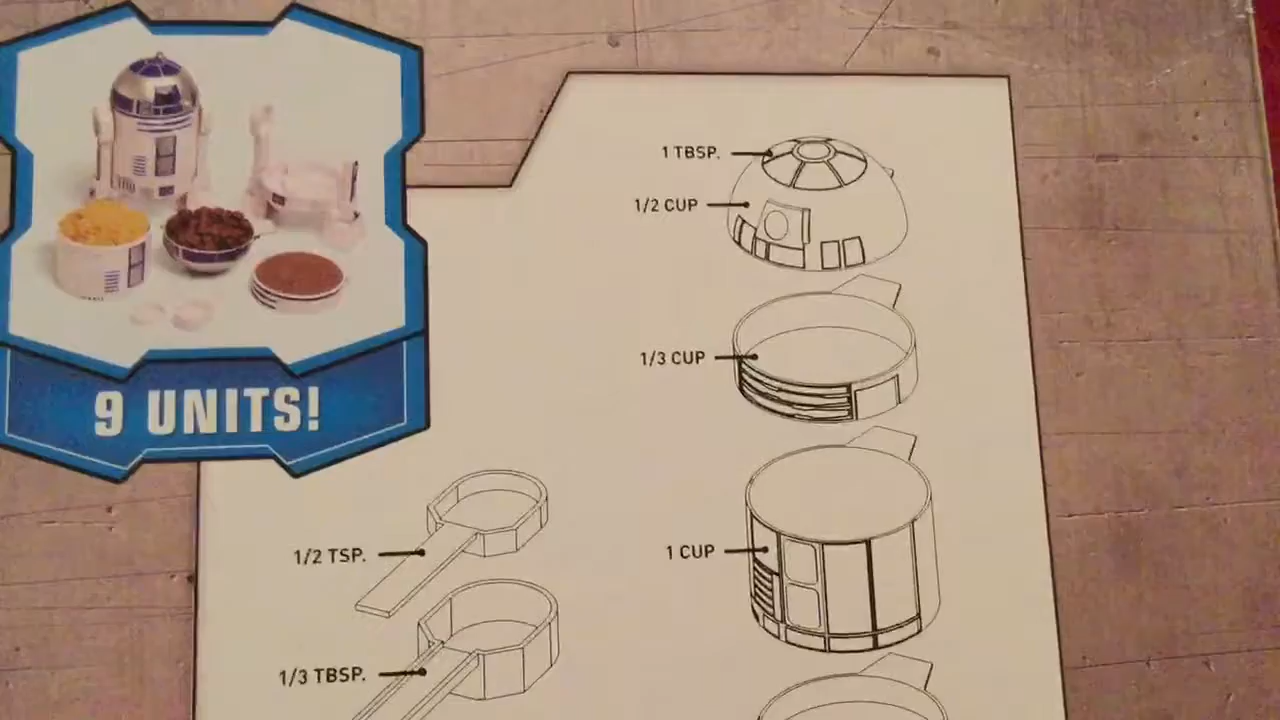 1 TBSP.
1/2 CUP
1/3 CUP
9 UNITS!
1/2 TSP.
1 CUP
1/3 TBSP.